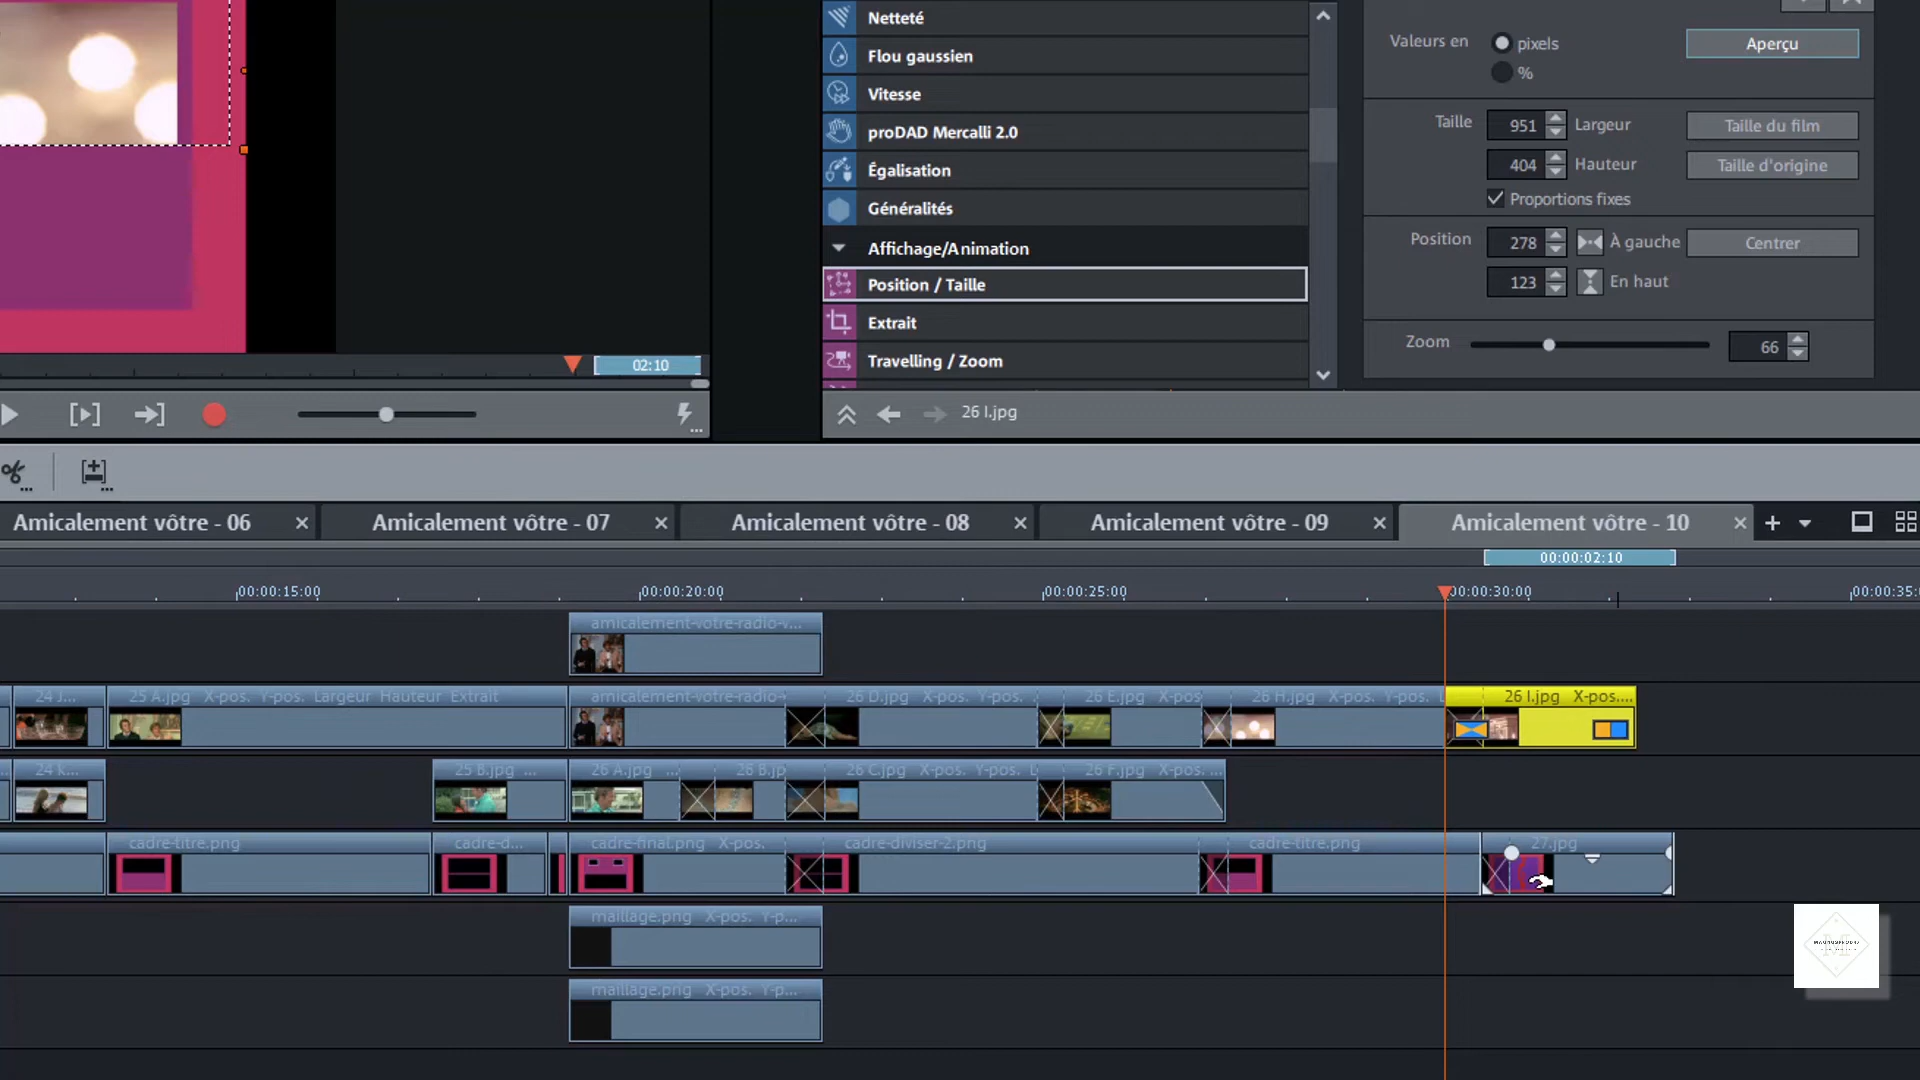 Netteté
Flou gaussien
Vitesse
proDAD Mercalli 2.0
Égalisation
Généralités
Affichage/Animation
Position / Taille
Extrait
Travelling / Zoom
26 I.jpg
Valeurs en
pixels
%
Aperçu
Taille
951
Largeur
Taille du film
404
Hauteur
Taille d'origine
Proportions fixes
Position
278
À gauche
Centrer
123
En haut
Zoom
66
02:10
Amicalement vôtre - 06
Amicalement vôtre - 07
Amicalement vôtre - 08
Amicalement vôtre - 09
Amicalement vôtre - 10
00:00:02:10
00:00:15:00
00:00:20:00
00:00:25:00
00:00:30:00
00:00:35:
amicalement-votre-radio-v...
24 J...
25 A.jpg X-pos. Y-pos. Largeur Hauteur Extrait
amicalement-votre-radio-
26 D.jpg X-pos. Y-pos.
26 E.jpg X-pos
26 H.jpg X-pos. Y-pos. L
26 I.jpg X-pos....
24 k...
25 B.jpg ...
26 A.jpg ...
26 B.jp
26 C.jpg X-pos. Y-pos. L
26 F.jpg X-pos. ...
cadre-titre.png
cadre-d...
cadre-final.png X-pos.
cadre-diviser-2.png
cadre-titre.png
27.jpg
maillage.png X-pos. Y-p...
maillage.png X-pos. Y-p...